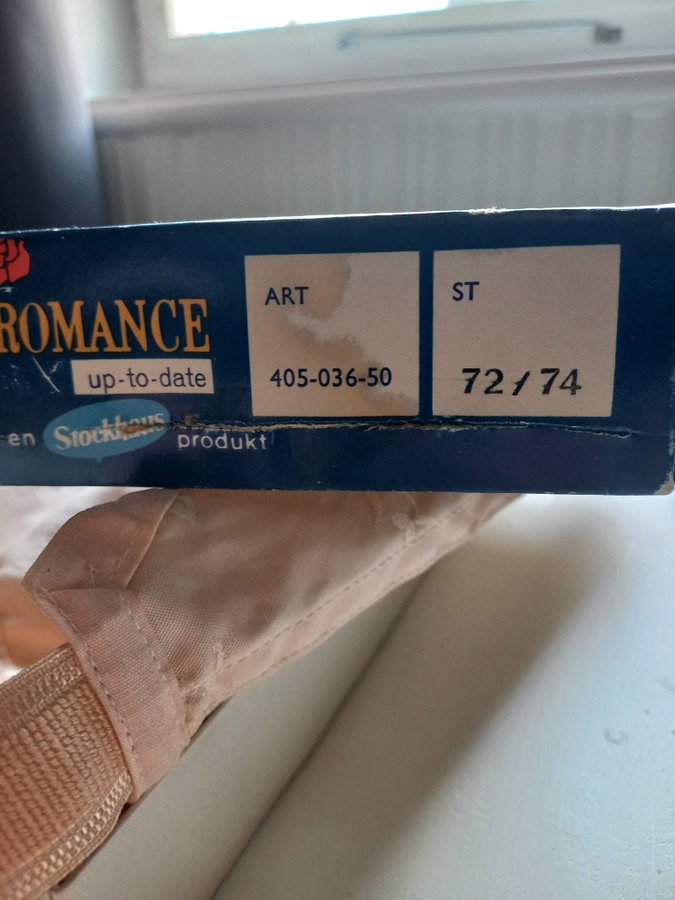 ROMANCE
up-to-date
en Stockhaus produkt
ART
405-036-50
ST
72/74